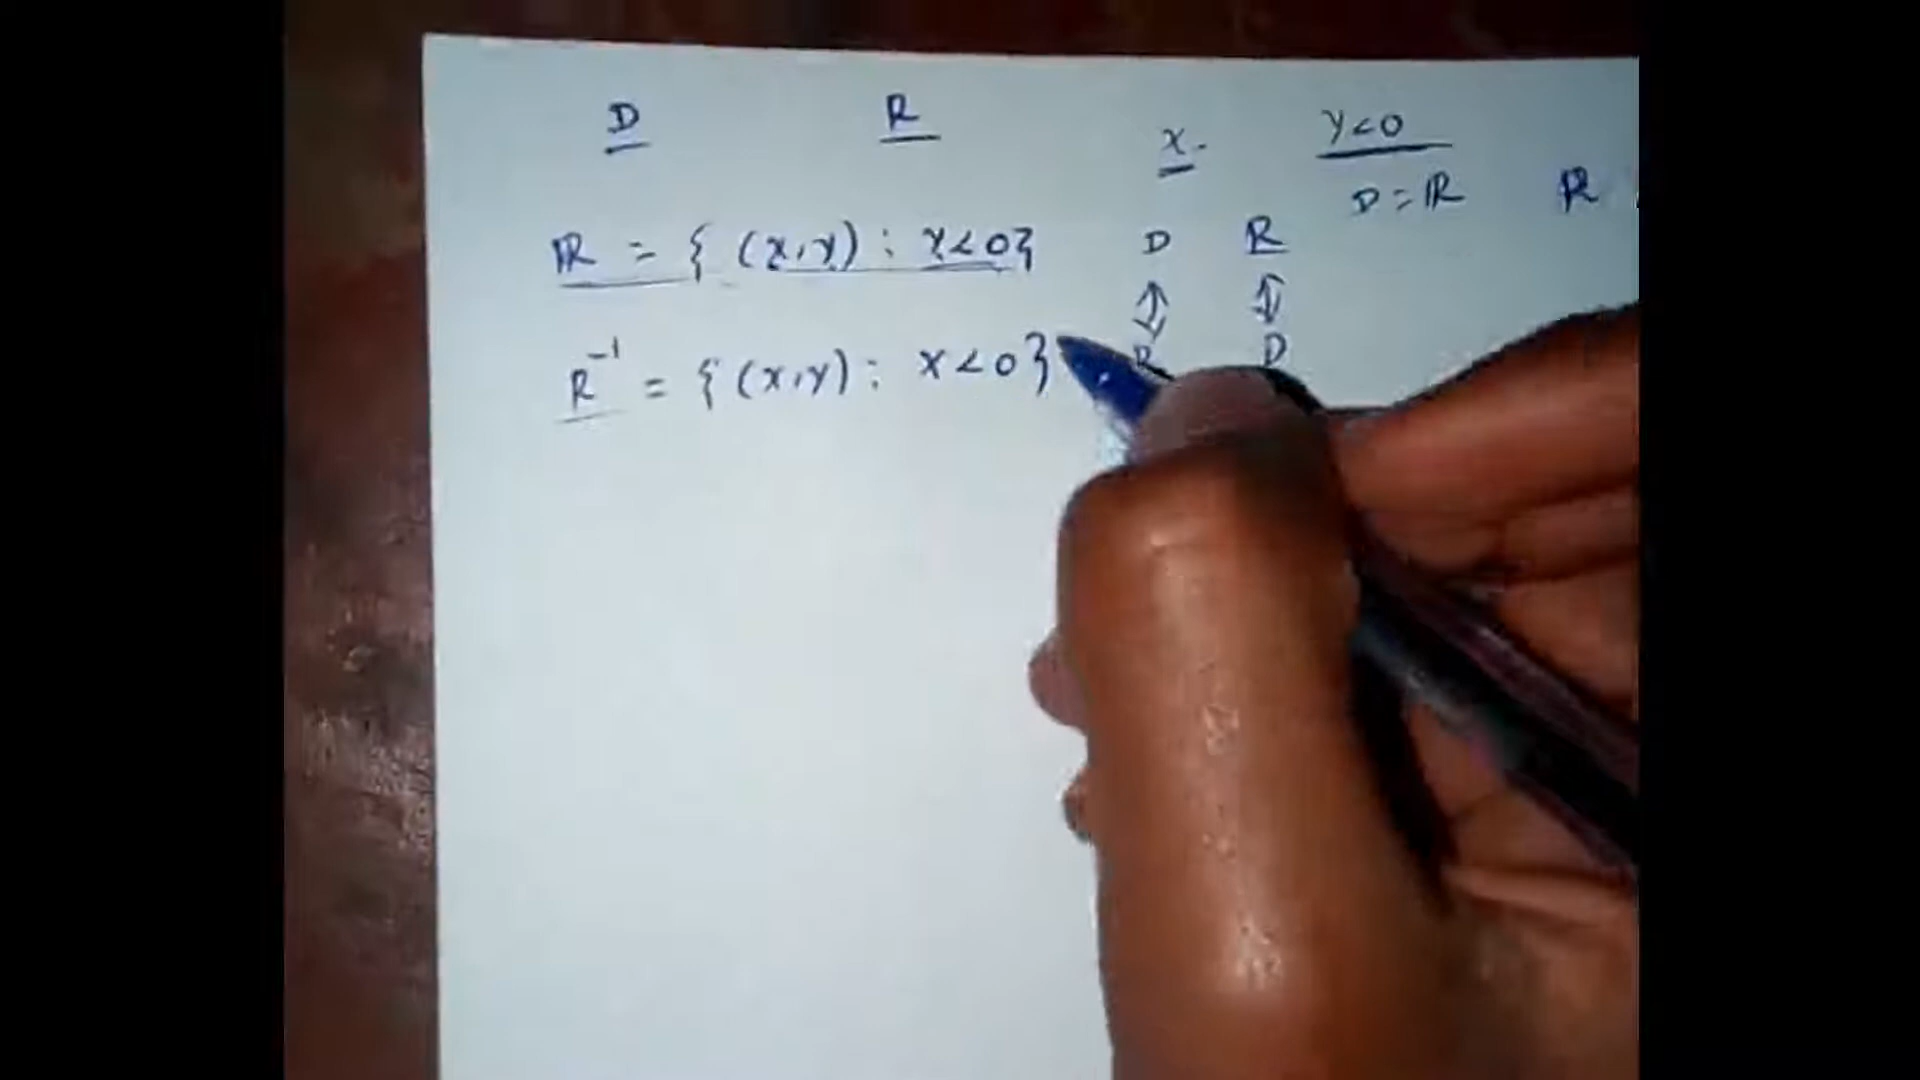 D R x. y<0
D = ℝ R
ℝ = { (x,y) : y<0} D R
⇕ ⇕
R⁻¹ = { (x,y) : x<0} R D